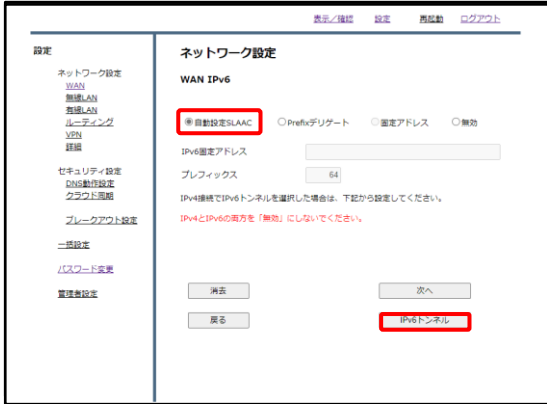 表示／確認 設定 再起動 ログアウト
設定
ネットワーク設定
WAN
無線LAN
有線LAN
ルーティング
VPN
詳細
セキュリティ設定
DNS動作設定
クラウド同期
ブレークアウト設定
一括設定
パスワード変更
管理者設定
ネットワーク設定
WAN IPv6
自動設定SLAAC Prefixデリゲート 固定アドレス 無効
IPv6固定アドレス
プレフィックス 64
IPv4接続でIPv6トンネルを選択した場合は、下記から設定してください。
IPv4とIPv6の両方を「無効」にしないでください。
消去 次へ
戻る IPv6トンネル